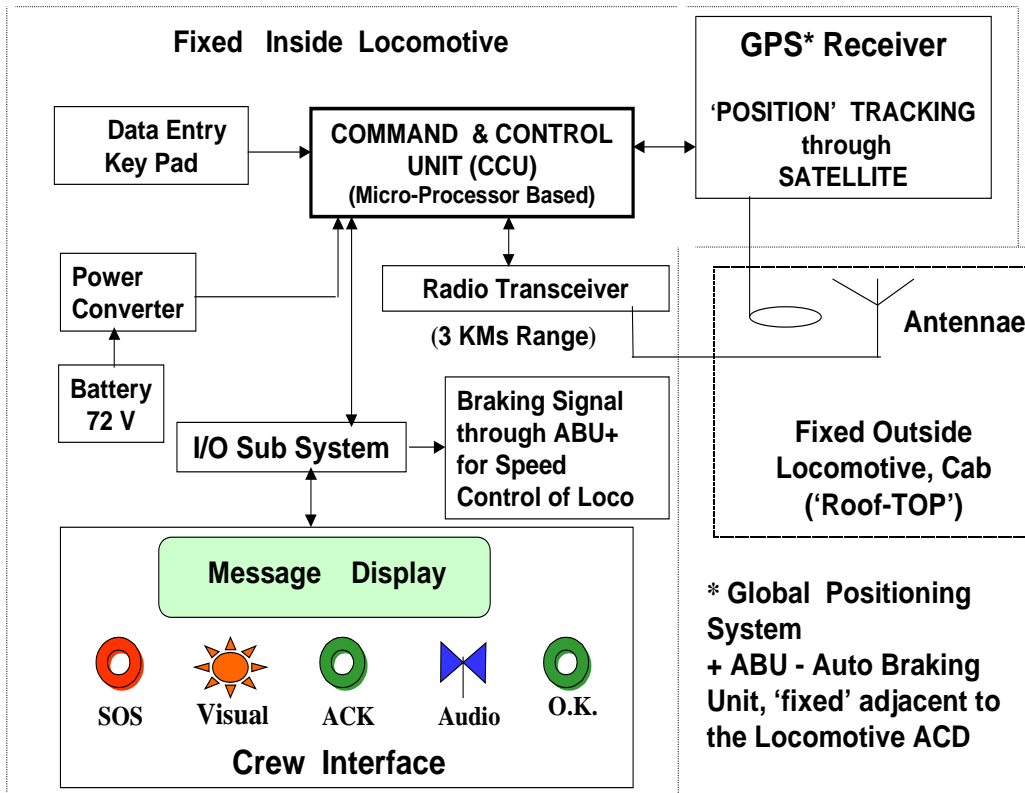 Fixed Inside Locomotive
GPS* Receiver
‘POSITION’ TRACKING
through
SATELLITE
Data Entry
Key Pad
COMMAND & CONTROL
UNIT (CCU)
(Micro-Processor Based)
Power
Converter
Radio Transceiver
(3 KMs Range)
Antennae
Battery
72 V
I/O Sub System
Braking Signal
through ABU+
for Speed
Control of Loco
Fixed Outside
Locomotive, Cab
(‘Roof-TOP’)
Message Display
SOS
Visual
ACK
Audio
O.K.
Crew Interface
* Global Positioning
System
+ ABU - Auto Braking
Unit, ‘fixed’ adjacent to
the Locomotive ACD